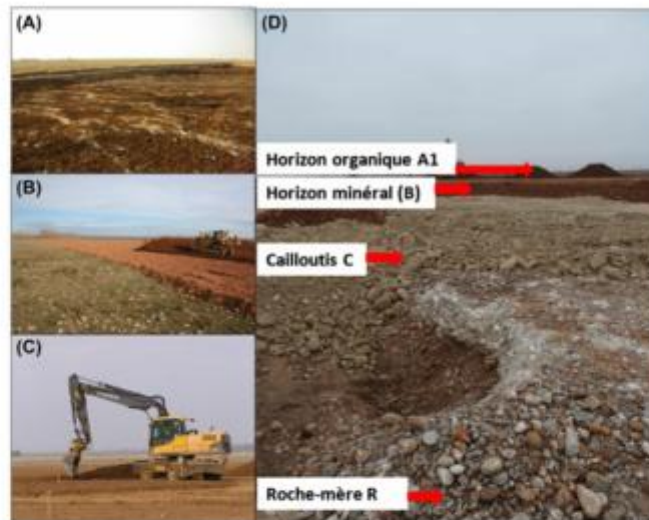 (A)
(B)
(C)
(D)
Horizon organique A1
Horizon minéral (B)
Cailloutis C
Roche-mère R